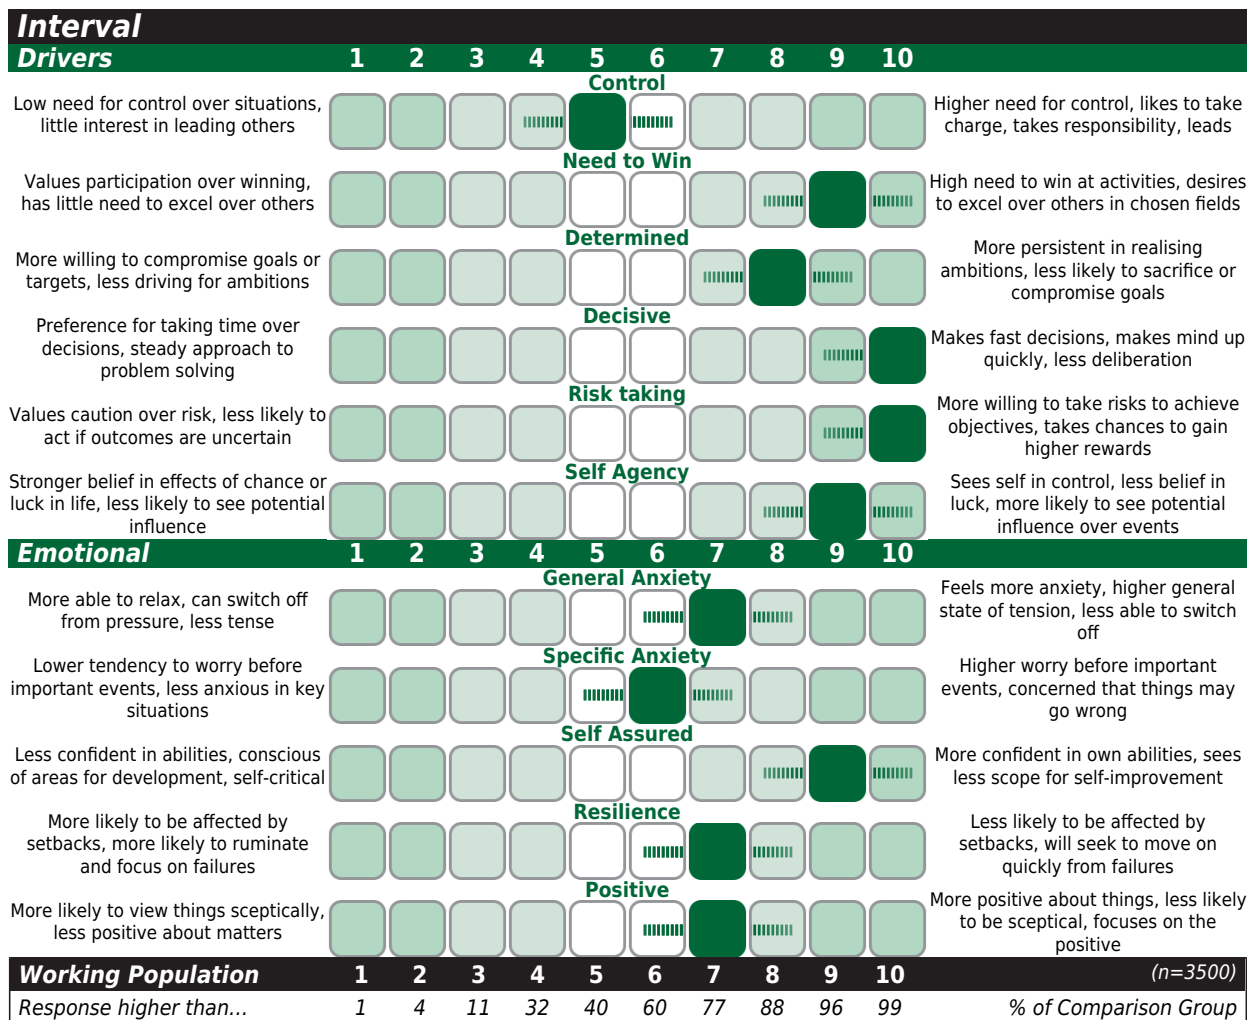 Interval
Drivers 1 2 3 4 5 6 7 8 9 10
Control
Low need for control over situations,
little interest in leading others
Higher need for control, likes to take
charge, takes responsibility, leads
Need to Win
Values participation over winning,
has little need to excel over others
High need to win at activities, desires
to excel over others in chosen fields
Determined
More willing to compromise goals or
targets, less driving for ambitions
More persistent in realising
ambitions, less likely to sacrifice or
compromise goals
Decisive
Preference for taking time over
decisions, steady approach to
problem solving
Makes fast decisions, makes mind up
quickly, less deliberation
Risk taking
Values caution over risk, less likely to
act if outcomes are uncertain
More willing to take risks to achieve
objectives, takes chances to gain
higher rewards
Self Agency
Stronger belief in effects of chance or
luck in life, less likely to see potential
influence
Sees self in control, less belief in
luck, more likely to see potential
influence over events
Emotional 1 2 3 4 5 6 7 8 9 10
General Anxiety
More able to relax, can switch off
from pressure, less tense
Feels more anxiety, higher general
state of tension, less able to switch
off
Specific Anxiety
Lower tendency to worry before
important events, less anxious in key
situations
Higher worry before important
events, concerned that things may
go wrong
Self Assured
Less confident in abilities, conscious
of areas for development, self-critical
More confident in own abilities, sees
less scope for self-improvement
Resilience
More likely to be affected by
setbacks, more likely to ruminate
and focus on failures
Less likely to be affected by
setbacks, will seek to move on
quickly from failures
Positive
More likely to view things sceptically,
less positive about matters
More positive about things, less likely
to be sceptical, focuses on the
positive
Working Population 1 2 3 4 5 6 7 8 9 10 (n=3500)
Response higher than... 1 4 11 32 40 60 77 88 96 99 % of Comparison Group